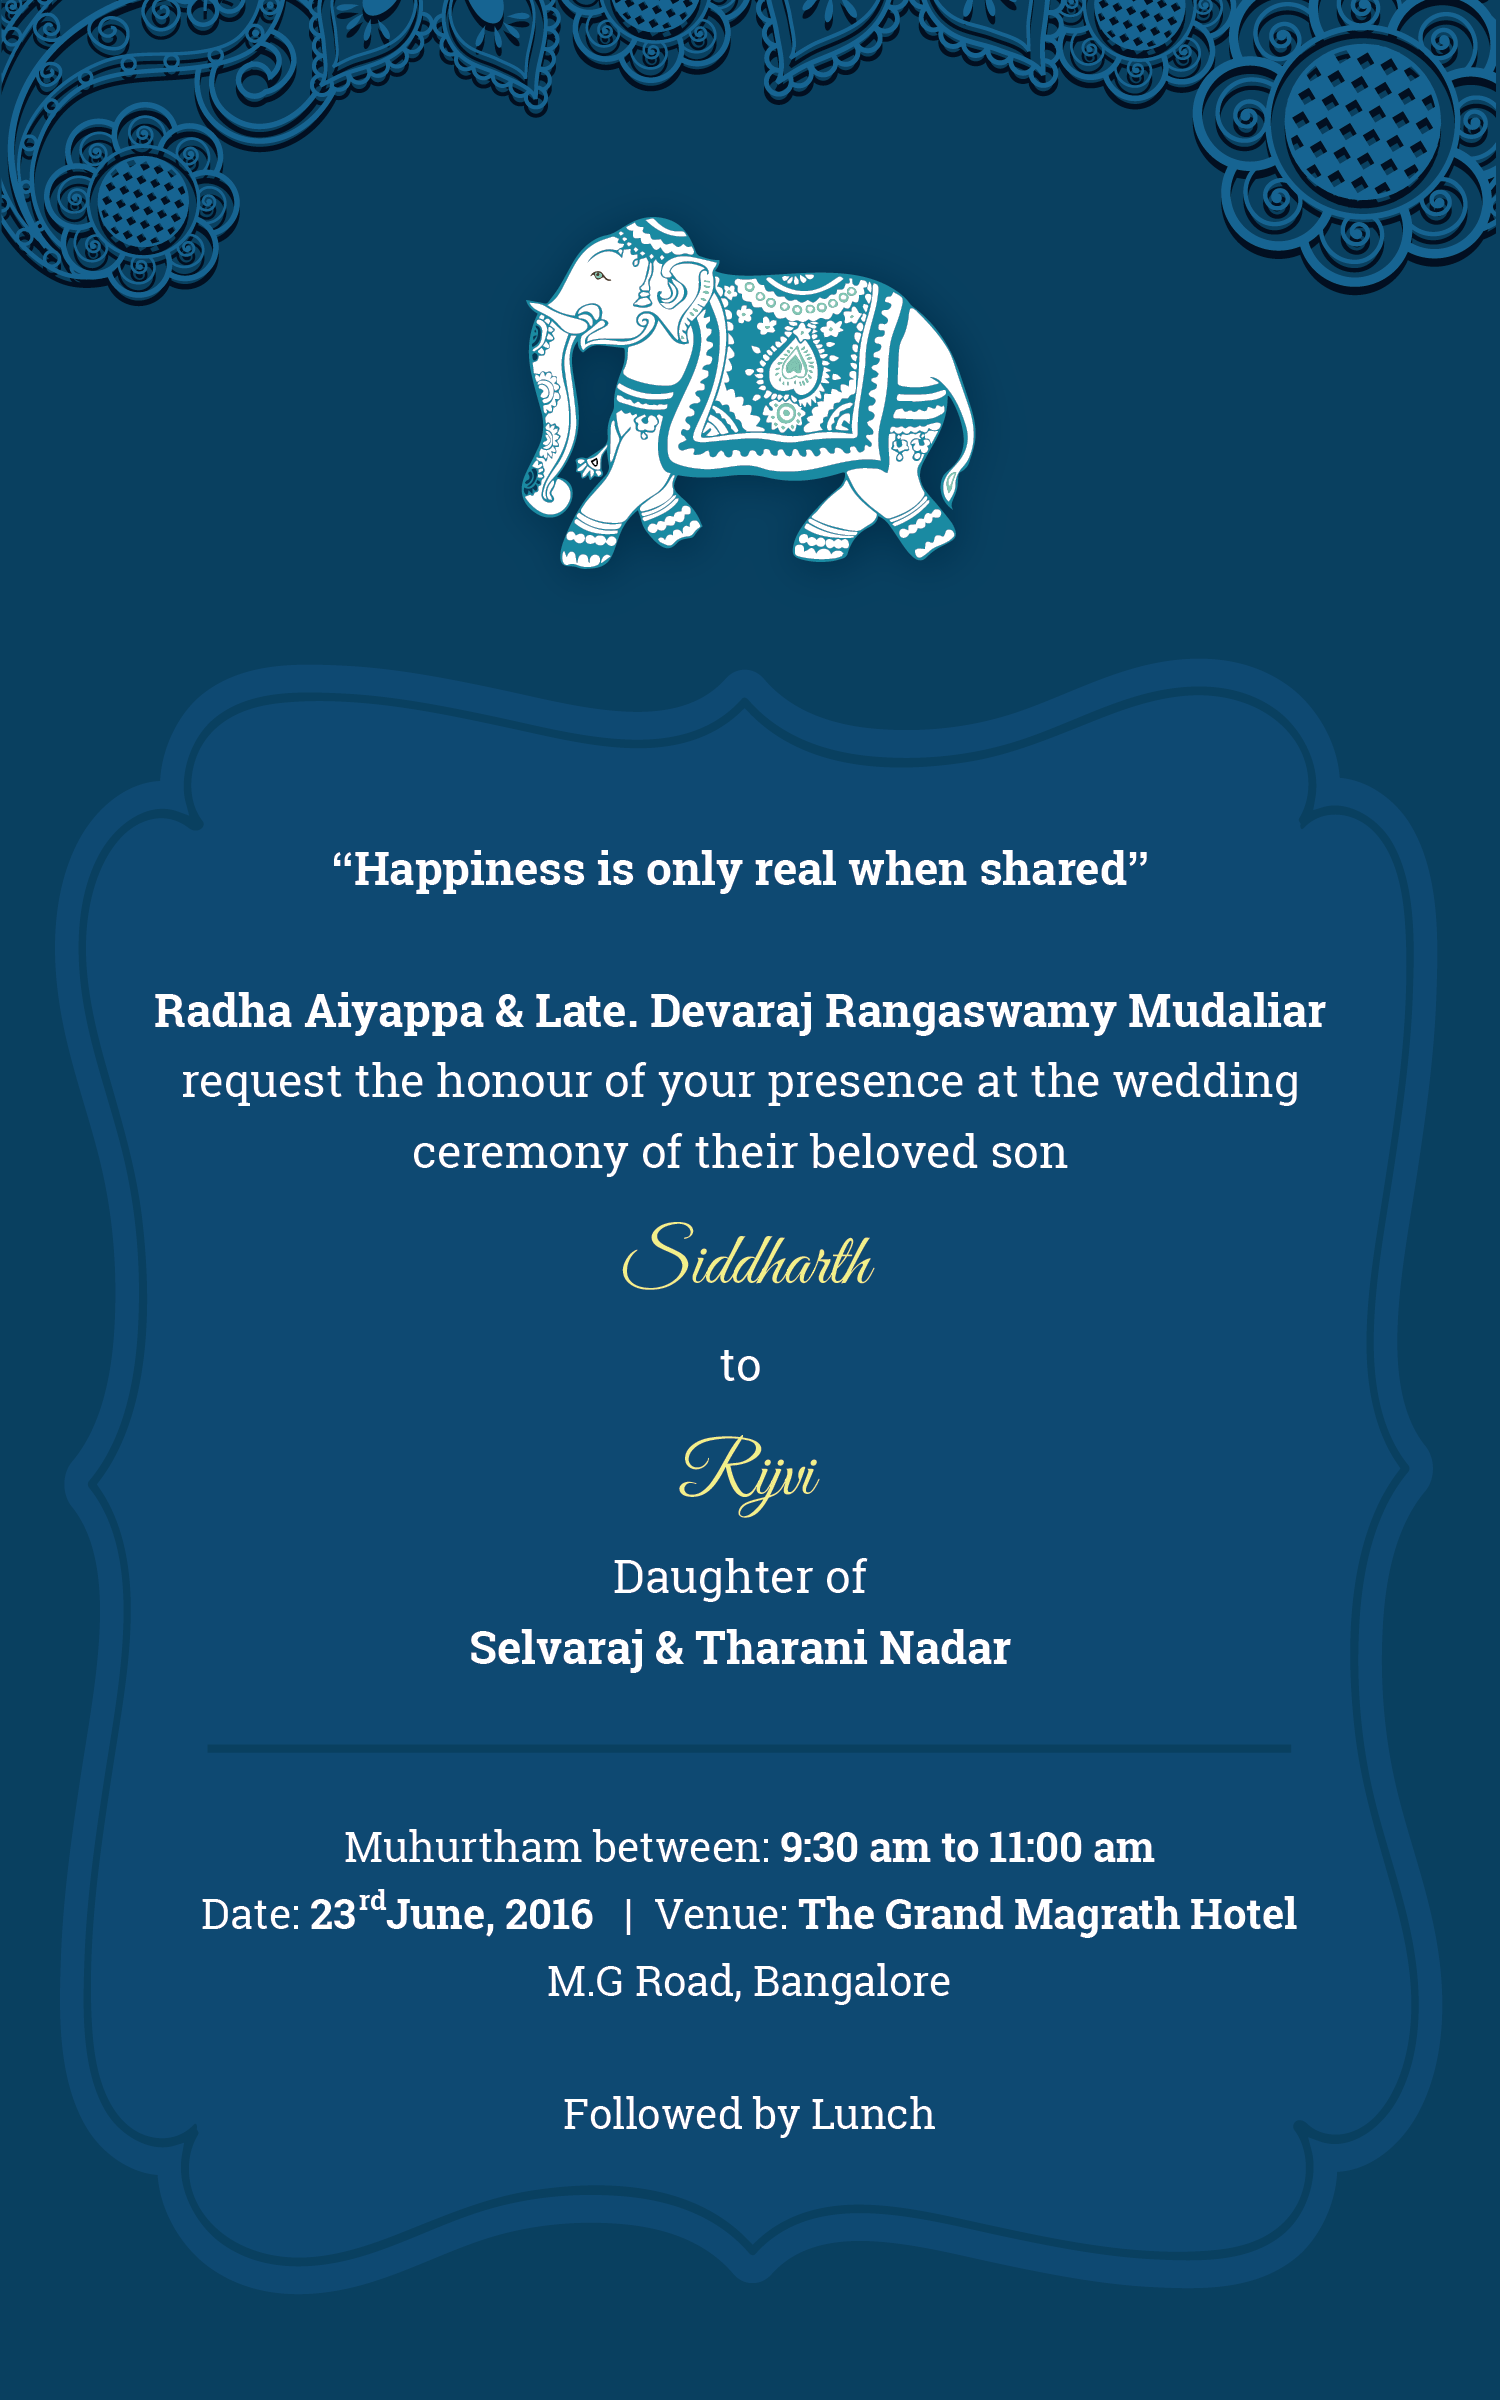 “Happiness is only real when shared”
Radha Aiyappa & Late. Devaraj Rangaswamy Mudaliar
request the honour of your presence at the wedding
ceremony of their beloved son
Siddharth
to
Rijvi
Daughter of
Selvaraj & Tharani Nadar
Muhurtham between: 9:30 am to 11:00 am
Date: 23rd June, 2016 | Venue: The Grand Magrath Hotel
M.G Road, Bangalore
Followed by Lunch